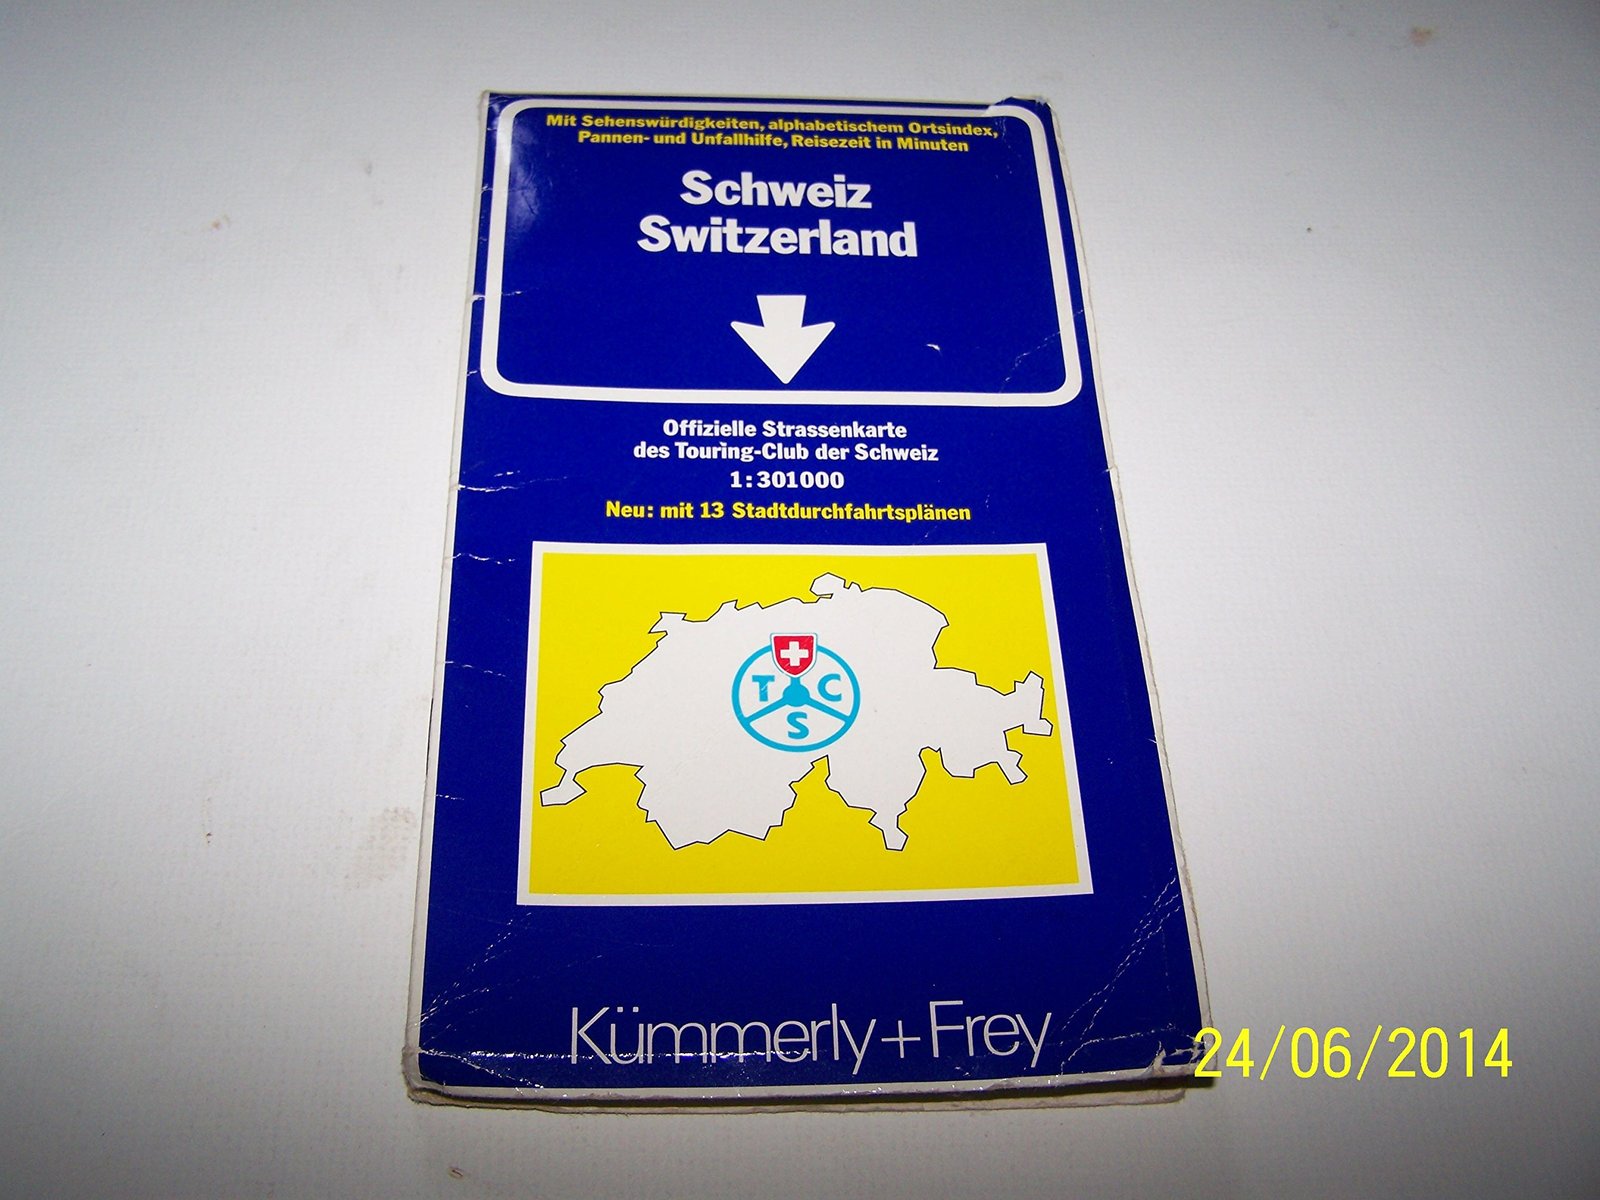 Mit Sehenswürdigkeiten, alphabetischem Ortsindex,
Pannen- und Unfallhilfe, Reisezeit in Minuten
Schweiz
Switzerland
Offizielle Strassenkarte
des Touring-Club der Schweiz
1:301000
Neu: mit 13 Stadtdurchfahrtsplänen
T C
S
Kümmerly+Frey
24/06/2014